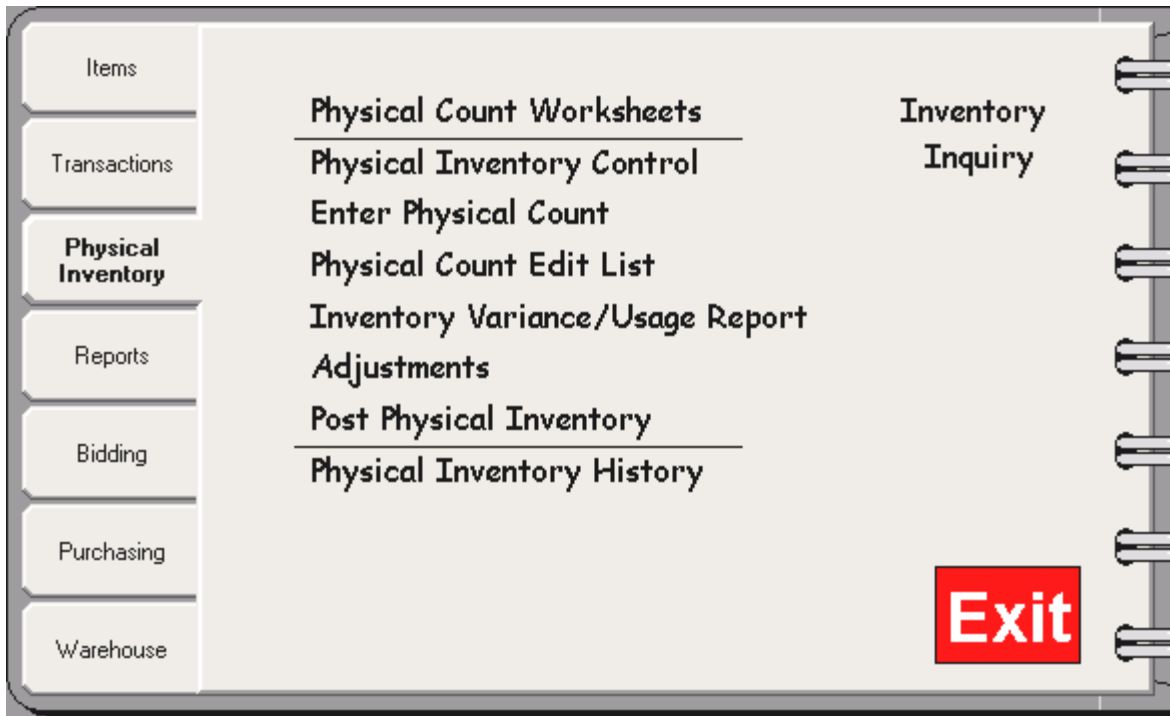 Items
Transactions
Physical
Inventory
Reports
Bidding
Purchasing
Warehouse
Physical Count Worksheets
Physical Inventory Control
Enter Physical Count
Physical Count Edit List
Inventory Variance/Usage Report
Adjustments
Post Physical Inventory
Physical Inventory History
Inventory
Inquiry
Exit